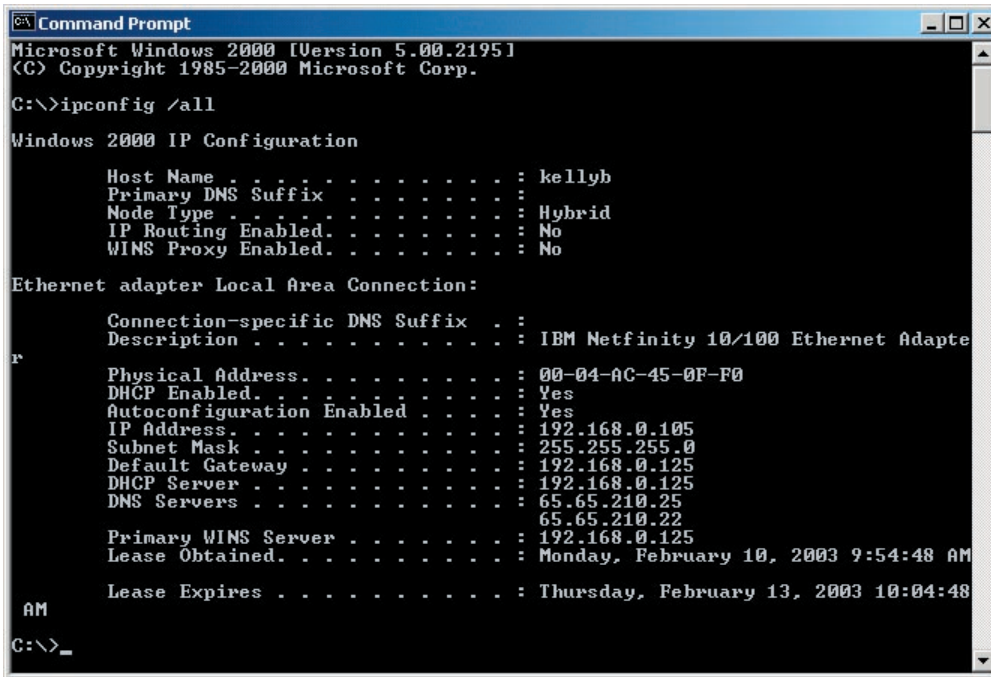 Command Prompt
Microsoft Windows 2000 [Version 5.00.2195]
(C) Copyright 1985-2000 Microsoft Corp.
C:\>ipconfig /all
Windows 2000 IP Configuration
Host Name . . . . . . . . . . . . : kellyb
Primary DNS Suffix . . . . . . . :
Node Type . . . . . . . . . . . . : Hybrid
IP Routing Enabled. . . . . . . . : No
WINS Proxy Enabled. . . . . . . . : No
Ethernet adapter Local Area Connection:
Connection-specific DNS Suffix . :
Description . . . . . . . . . . . : IBM Netfinity 10/100 Ethernet Adapte
r
Physical Address. . . . . . . . . : 00-04-AC-45-0F-F0
DHCP Enabled. . . . . . . . . . . : Yes
Autoconfiguration Enabled . . . . : Yes
IP Address. . . . . . . . . . . . : 192.168.0.105
Subnet Mask . . . . . . . . . . . : 255.255.255.0
Default Gateway . . . . . . . . . : 192.168.0.125
DHCP Server . . . . . . . . . . . : 192.168.0.125
DNS Servers . . . . . . . . . . . : 65.65.210.25
65.65.210.22
Primary WINS Server . . . . . . . : 192.168.0.125
Lease Obtained. . . . . . . . . . : Monday, February 10, 2003 9:54:48 AM
Lease Expires . . . . . . . . . . : Thursday, February 13, 2003 10:04:48
AM
C:\>_